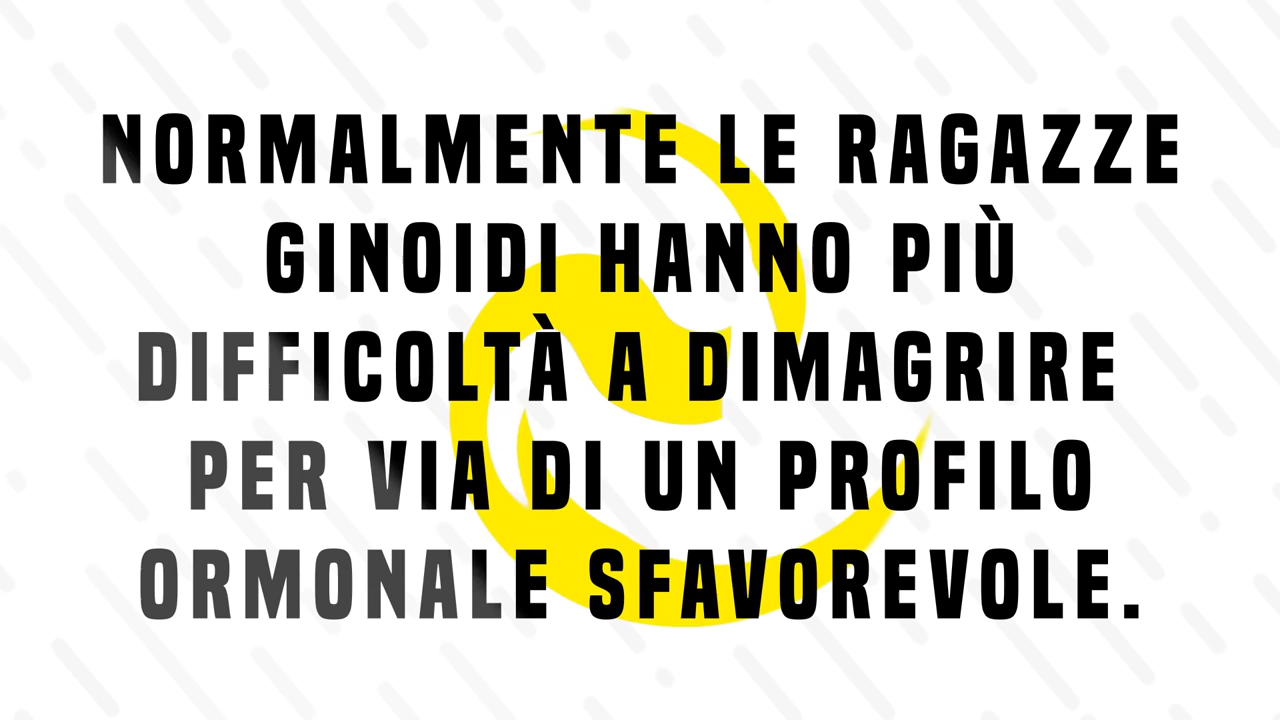 NORMALMENTE LE RAGAZZE
GINOIDI HANNO PIÙ
DIFFICOLTÀ A DIMAGRIRE
PER VIA DI UN PROFILO
ORMONALE SFAVOREVOLE.